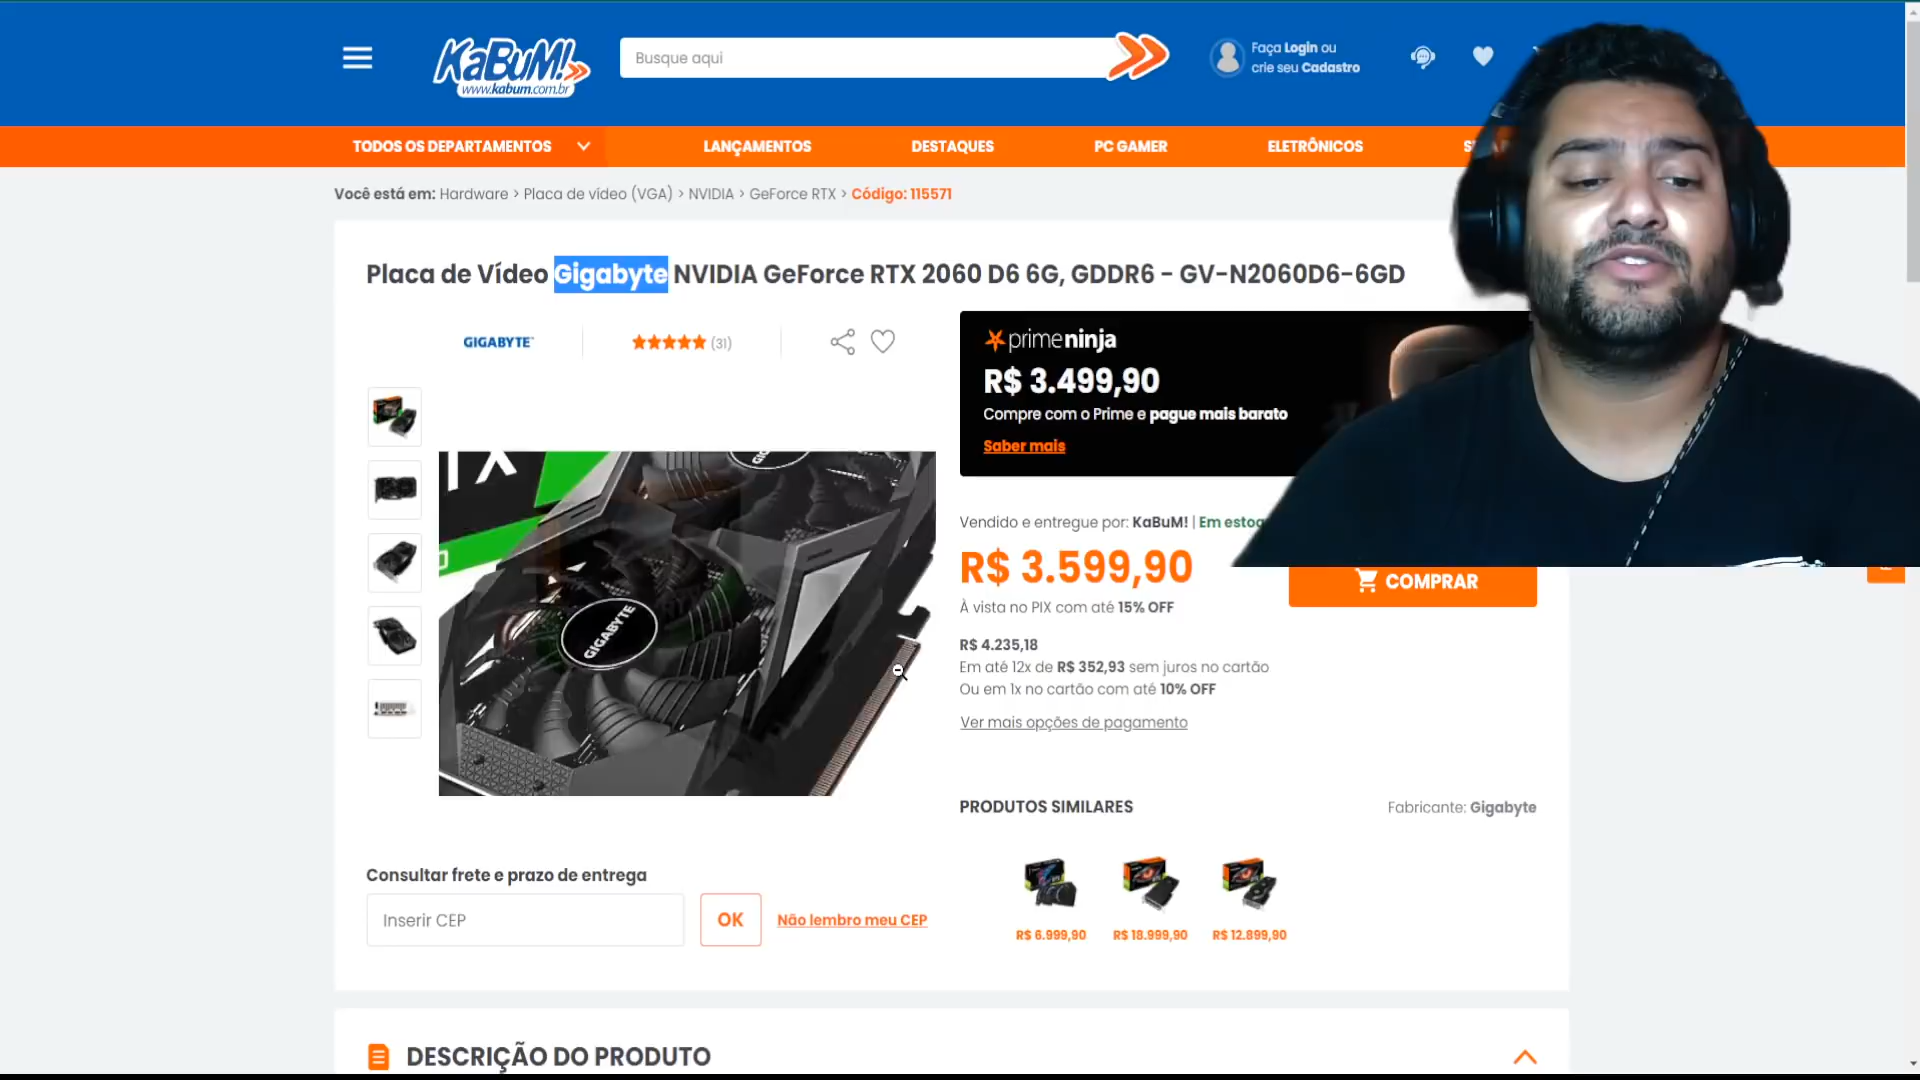 KaBuM!
www.kabum.com.br
Busque aqui
Faça Login ou
crie seu Cadastro
TODOS OS DEPARTAMENTOS
LANÇAMENTOS
DESTAQUES
PC GAMER
ELETRÔNICOS
Você está em: Hardware > Placa de vídeo (VGA) > NVIDIA > GeForce RTX > Código: 115571
Placa de Vídeo Gigabyte NVIDIA GeForce RTX 2060 D6 6G, GDDR6 - GV-N2060D6-6GD
GIGABYTE
(31)
primeninja
R$ 3.499,90
Compre com o Prime e pague mais barato
Saber mais
GIGABYTE
Vendido e entregue por: KaBuM! | Em estoq
R$ 3.599,90
COMPRAR
À vista no PIX com até 15% OFF
R$ 4.235,18
Em até 12x de R$ 352,93 sem juros no cartão
Ou em 1x no cartão com até 10% OFF
Ver mais opções de pagamento
PRODUTOS SIMILARES
Fabricante: Gigabyte
R$ 6.999,90
R$ 18.999,90
R$ 12.899,90
Consultar frete e prazo de entrega
Inserir CEP
OK
Não lembro meu CEP
DESCRIÇÃO DO PRODUTO